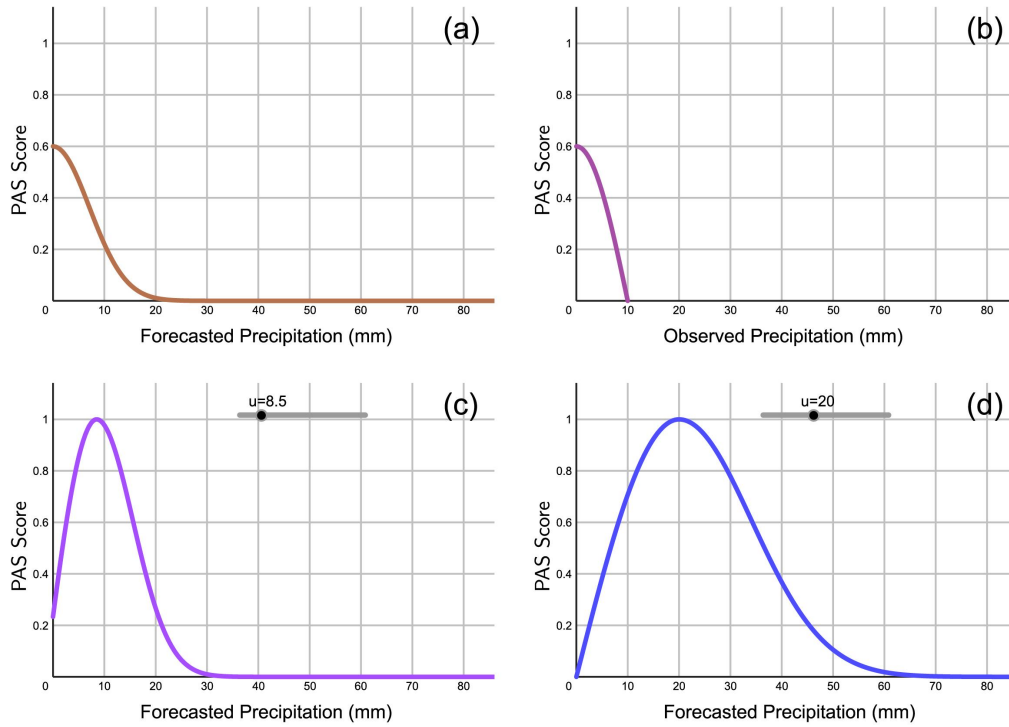 (a)
1
0.8
0.6
0.4
0.2
0 10 20 30 40 50 60 70 80
PAS Score
Forecasted Precipitation (mm)
(b)
1
0.8
0.6
0.4
0.2
0 10 20 30 40 50 60 70 80
PAS Score
Observed Precipitation (mm)
(c)
u=8.5
1
0.8
0.6
0.4
0.2
0 10 20 30 40 50 60 70 80
PAS Score
Forecasted Precipitation (mm)
(d)
u=20
1
0.8
0.6
0.4
0.2
0 10 20 30 40 50 60 70 80
PAS Score
Forecasted Precipitation (mm)